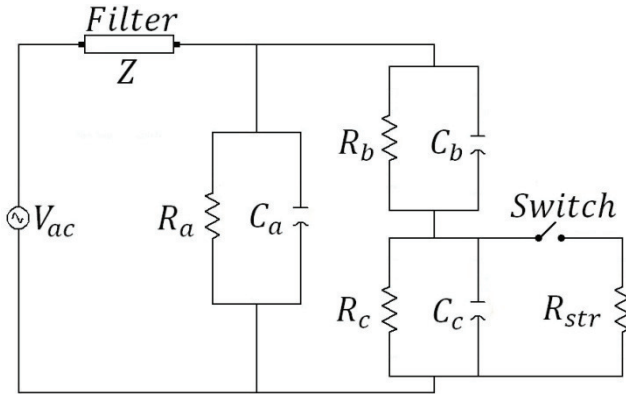 Filter
Z
V_ac
R_a
C_a
R_b
C_b
Switch
R_c
C_c
R_str